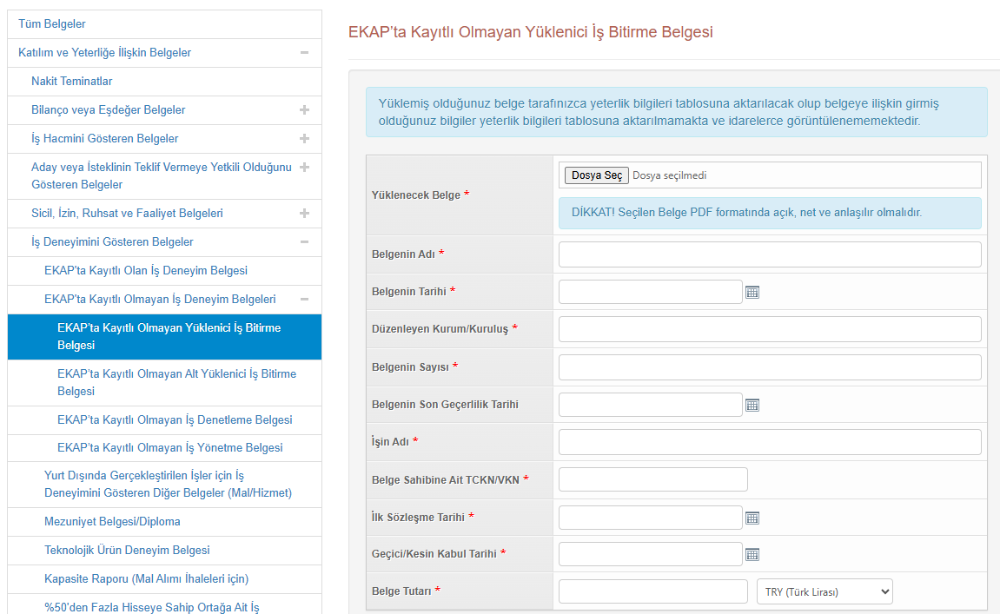 Tüm Belgeler
Katılım ve Yeterliğe İlişkin Belgeler
Nakit Teminatlar
Bilanço veya Eşdeğer Belgeler
İş Hacmini Gösteren Belgeler
Aday veya İsteklinin Teklif Vermeye Yetkili Olduğunu
Gösteren Belgeler
Sicil, İzin, Ruhsat ve Faaliyet Belgeleri
İş Deneyimini Gösteren Belgeler
EKAP'ta Kayıtlı Olan İş Deneyim Belgesi
EKAP'ta Kayıtlı Olmayan İş Deneyim Belgeleri
EKAP'ta Kayıtlı Olmayan Yüklenici İş Bitirme
Belgesi
EKAP'ta Kayıtlı Olmayan Alt Yüklenici İş Bitirme
Belgesi
EKAP'ta Kayıtlı Olmayan İş Denetleme Belgesi
EKAP'ta Kayıtlı Olmayan İş Yönetme Belgesi
Yurt Dışında Gerçekleştirilen İşler için İş
Deneyimini Gösteren Diğer Belgeler (Mal/Hizmet)
Mezuniyet Belgesi/Diploma
Teknolojik Ürün Deneyim Belgesi
Kapasite Raporu (Mal Alımı İhaleleri için)
%50'den Fazla Hisseye Sahip Ortağa Ait İş
EKAP'ta Kayıtlı Olmayan Yüklenici İş Bitirme Belgesi
Yüklemiş olduğunuz belge tarafınızca yeterlik bilgileri tablosuna aktarılacak olup belgeye ilişkin girmiş
olduğunuz bilgiler yeterlik bilgileri tablosuna aktarılmamakta ve idarelerce görüntülenememektedir.
Yüklenecek Belge *
Dosya Seç Dosya seçilmedi
DİKKAT! Seçilen Belge PDF formatında açık, net ve anlaşılır olmalıdır.
Belgenin Adı *
Belgenin Tarihi *
Düzenleyen Kurum/Kuruluş *
Belgenin Sayısı *
Belgenin Son Geçerlilik Tarihi
İşin Adı *
Belge Sahibine Ait TCKN/VKN *
İlk Sözleşme Tarihi *
Geçici/Kesin Kabul Tarihi *
Belge Tutarı *
TRY (Türk Lirası)